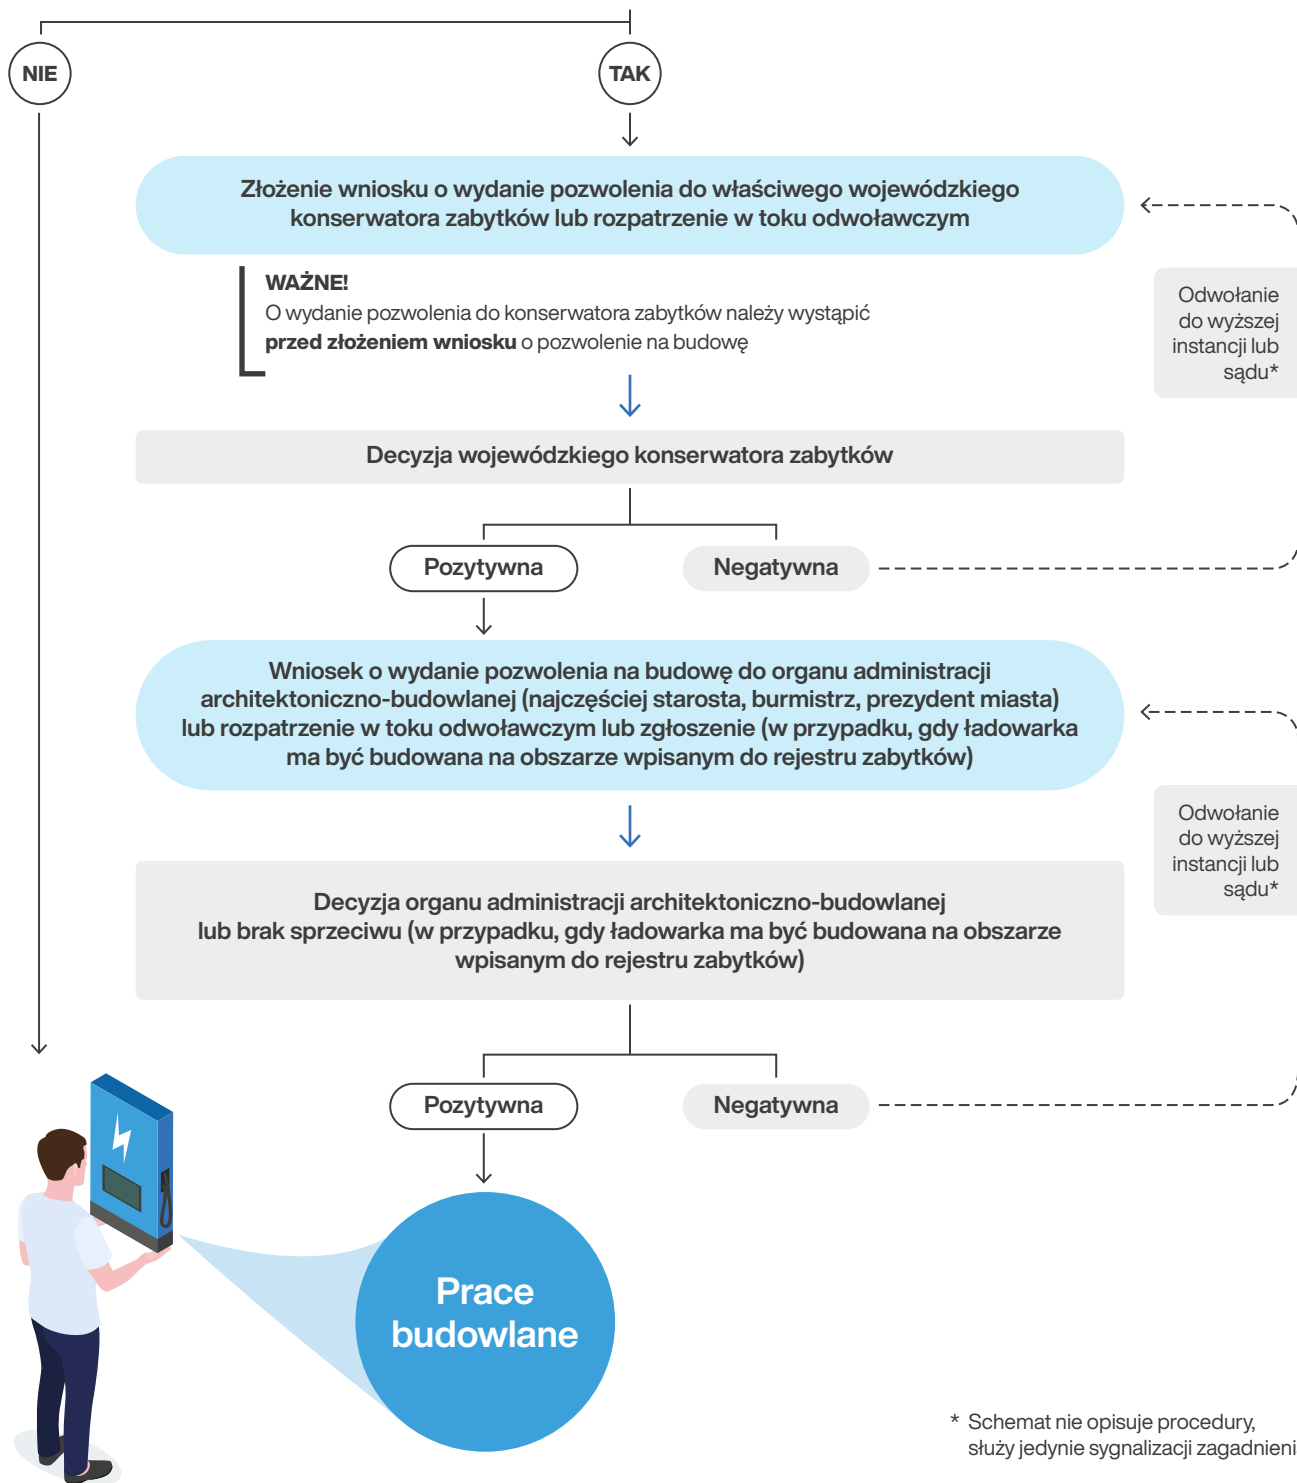 NIE
TAK
Złożenie wniosku o wydanie pozwolenia do właściwego wojewódzkiego
konserwatora zabytków lub rozpatrzenie w toku odwoławczym
WAŻNE!
O wydanie pozwolenia do konserwatora zabytków należy wystąpić
przed złożeniem wniosku o pozwolenie na budowę
Odwołanie
do wyższej
instancji lub
sądu*
Decyzja wojewódzkiego konserwatora zabytków
Pozytywna
Negatywna
Wniosek o wydanie pozwolenia na budowę do organu administracji
architektoniczno-budowlanej (najczęściej starosta, burmistrz, prezydent miasta)
lub rozpatrzenie w toku odwoławczym lub zgłoszenie (w przypadku, gdy ładowarka
ma być budowana na obszarze wpisanym do rejestru zabytków)
Odwołanie
do wyższej
instancji lub
sądu*
Decyzja organu administracji architektoniczno-budowlanej
lub brak sprzeciwu (w przypadku, gdy ładowarka ma być budowana na obszarze
wpisanym do rejestru zabytków)
Pozytywna
Negatywna
Prace
budowlane
* Schemat nie opisuje procedury,
służy jedynie sygnalizacji zagadnieni